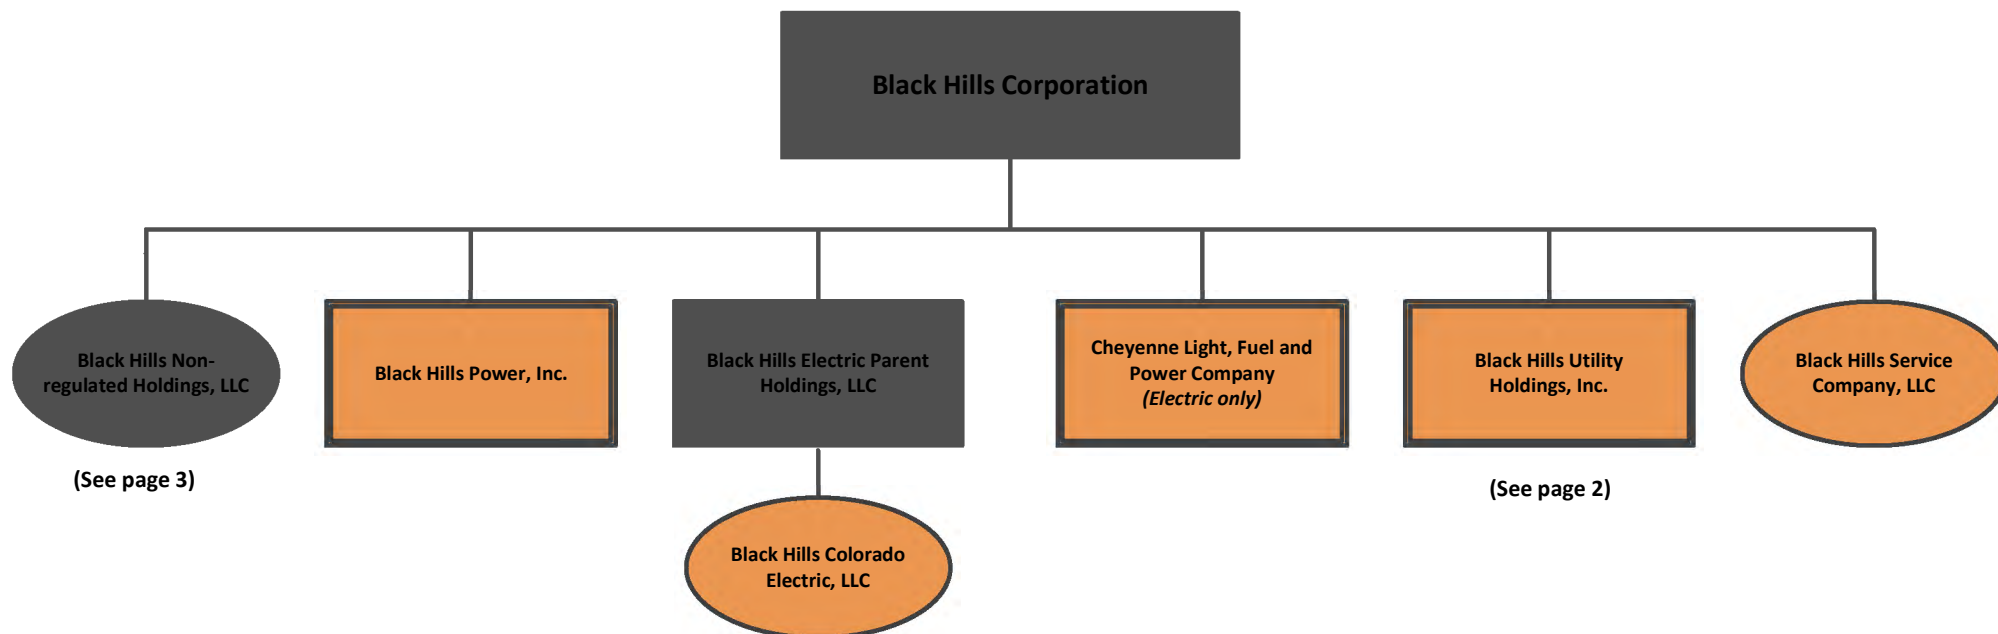 Black Hills Corporation
Black Hills Non-
regulated Holdings, LLC
(See page 3)
Black Hills Power, Inc.
Black Hills Electric Parent
Holdings, LLC
Black Hills Colorado
Electric, LLC
Cheyenne Light, Fuel and
Power Company
(Electric only)
Black Hills Utility
Holdings, Inc.
(See page 2)
Black Hills Service
Company, LLC